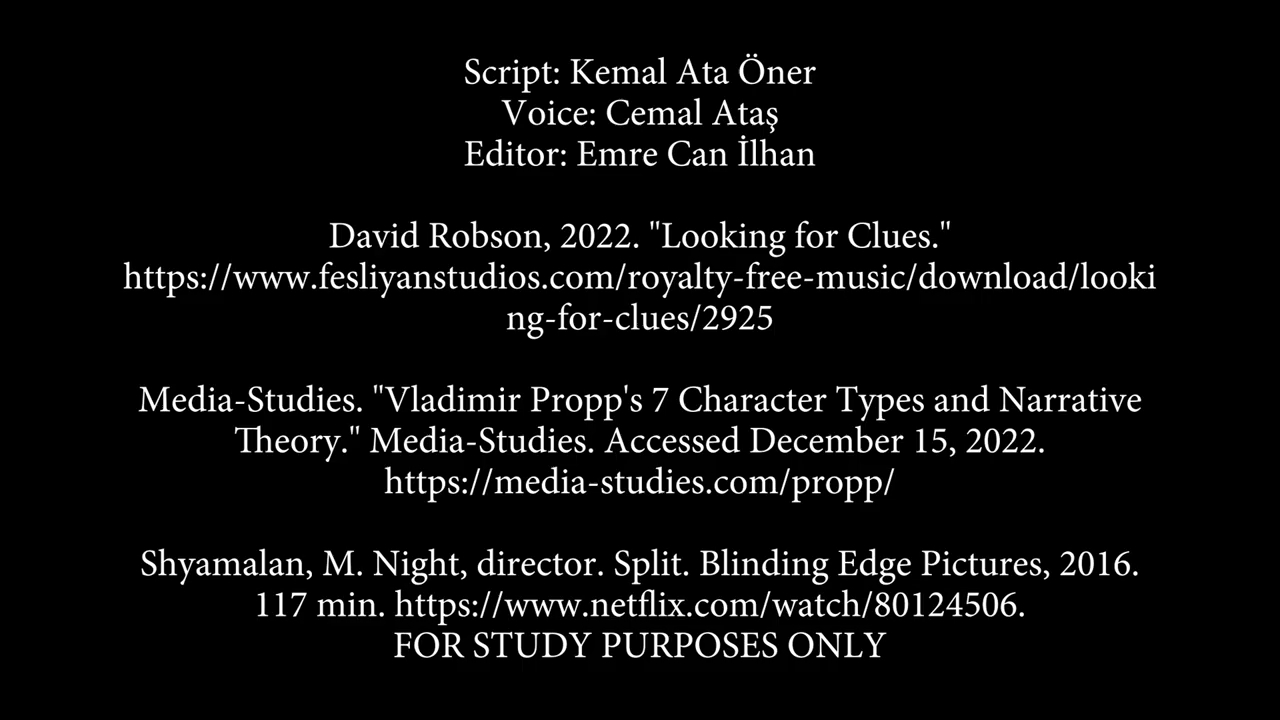 Script: Kemal Ata Öner
Voice: Cemal Ataş
Editor: Emre Can İlhan
David Robson, 2022. "Looking for Clues."
https://www.fesliyanstudios.com/royalty-free-music/download/looki
ng-for-clues/2925
Media-Studies. "Vladimir Propp's 7 Character Types and Narrative
Theory." Media-Studies. Accessed December 15, 2022.
https://media-studies.com/propp/
Shyamalan, M. Night, director. Split. Blinding Edge Pictures, 2016.
117 min. https://www.netflix.com/watch/80124506.
FOR STUDY PURPOSES ONLY